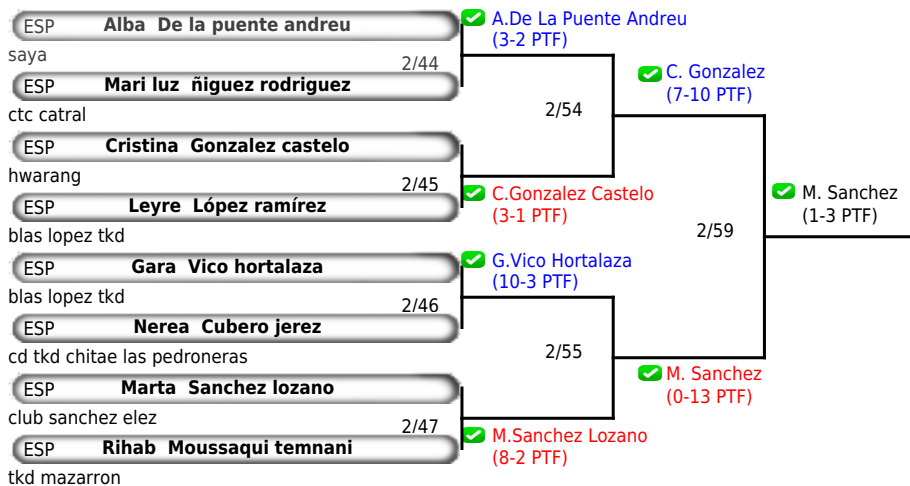 ESP Alba De la puente andreu
saya
2/44
ESP Mari luz ñiguez rodriguez
ctc catral
ESP Cristina Gonzalez castelo
hwarang
2/45
ESP Leyre López ramírez
blas lopez tkd
ESP Gara Vico hortalaza
blas lopez tkd
2/46
ESP Nerea Cubero jerez
cd tkd chitae las pedroneras
ESP Marta Sanchez lozano
club sanchez elez
2/47
ESP Rihab Moussaqui temnani
tkd mazarron
A.De La Puente Andreu
(3-2 PTF)
2/54
C.Gonzalez Castelo
(3-1 PTF)
G.Vico Hortalaza
(10-3 PTF)
2/55
M.Sanchez Lozano
(8-2 PTF)
C. Gonzalez
(7-10 PTF)
2/59
M. Sanchez
(0-13 PTF)
M. Sanchez
(1-3 PTF)